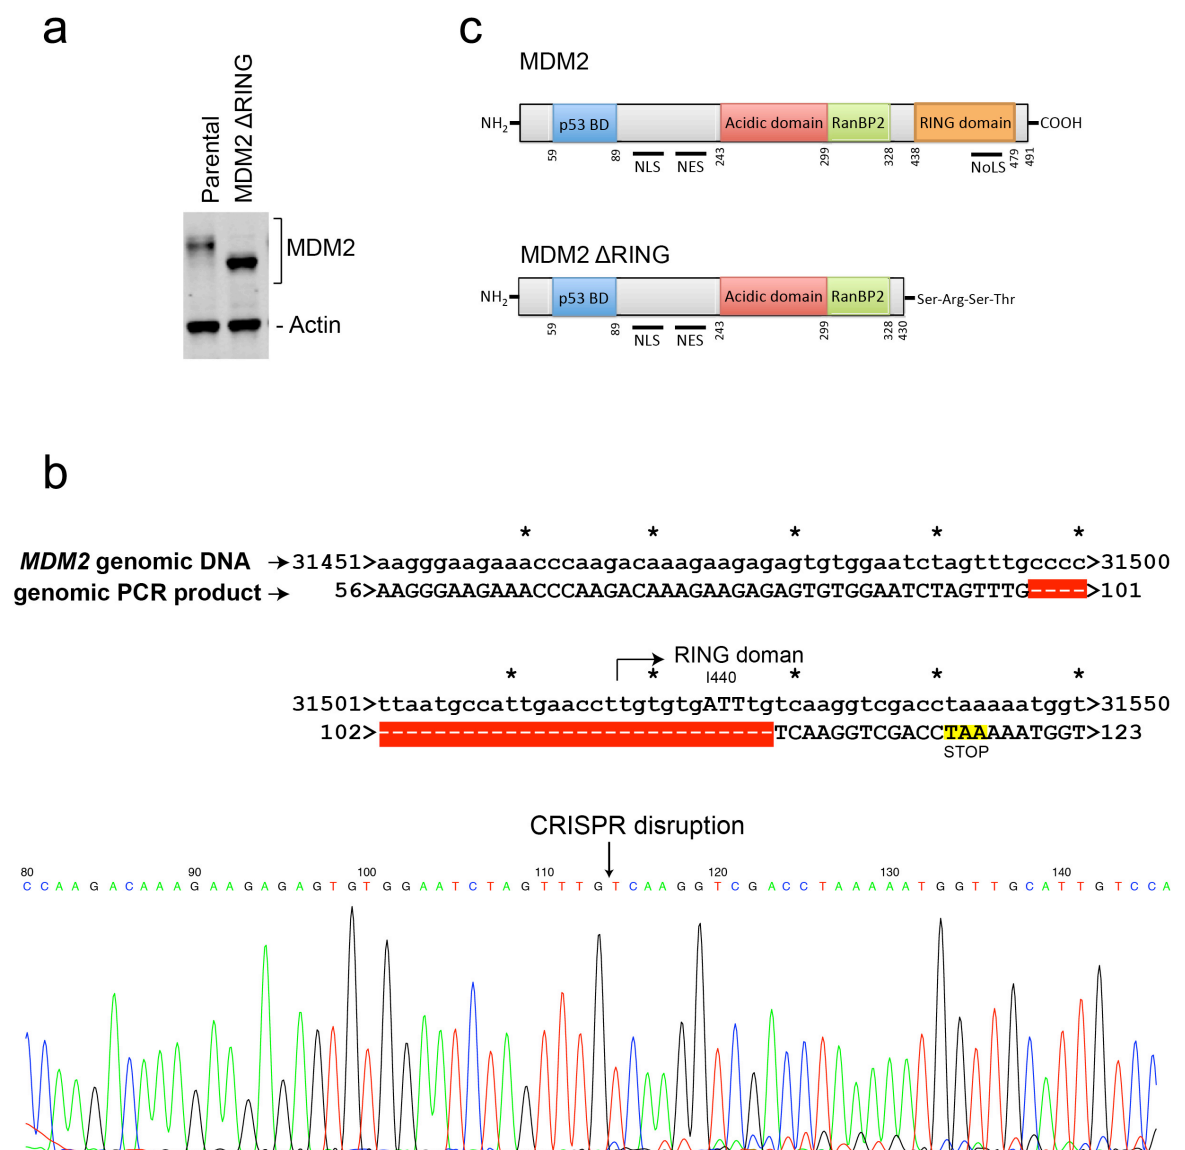 a
Parental
MDM2 ΔRING
MDM2
- Actin
c
MDM2
NH2
p53 BD
Acidic domain
RanBP2
RING domain
COOH
59
89
243
299
328
438
479
491
NLS
NES
NoLS
MDM2 ΔRING
NH2
p53 BD
Acidic domain
RanBP2
Ser-Arg-Ser-Thr
59
89
243
299
328
430
NLS
NES
b
* * * * *
MDM2 genomic DNA →31451>aagggaagaaacccaagacaaagaagagagtgtggaatctagtttgcccc>31500
genomic PCR product → 56>AAGGGAAGAAACCCAAGACAAAGAAGAGAGTGTGGAATCTAGTTTG---->101
RING doman
I440
* * * * *
31501>ttaatgccattgaaccttgtgtgATTtgtcaaggtcgacctaaaaatggt>31550
102>----------------------------TCAAGGTCGACCTAAAAATGGT>123
STOP
CRISPR disruption
80 90 100 110 120 130 140
C C A A G A C A A A G A A G A G A G T G T G G A A T C T A G T T T G T C A A G G T C G A C C T A A A A A T G G T T G C A T T G T C C A